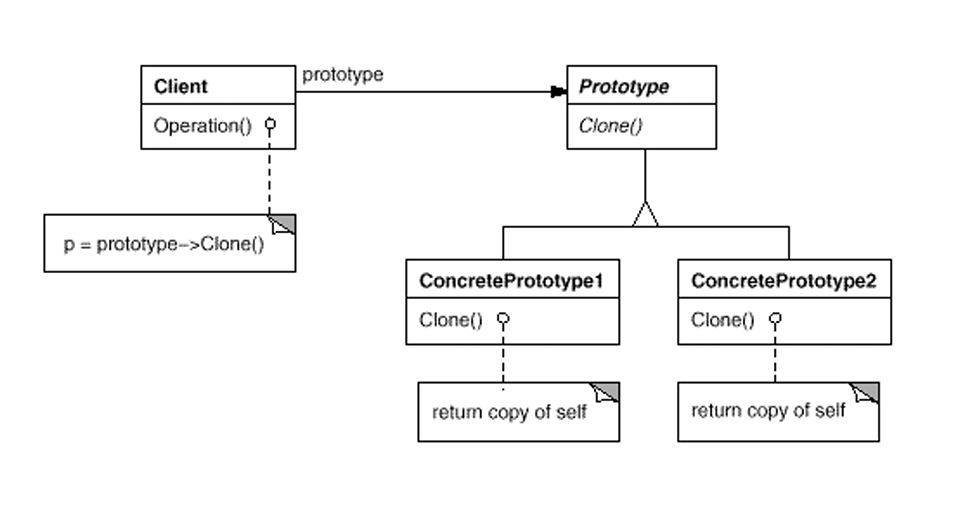 prototype
Client
Prototype
Operation()
Clone()
p = prototype->Clone()
ConcretePrototype1
ConcretePrototype2
Clone()
Clone()
return copy of self
return copy of self